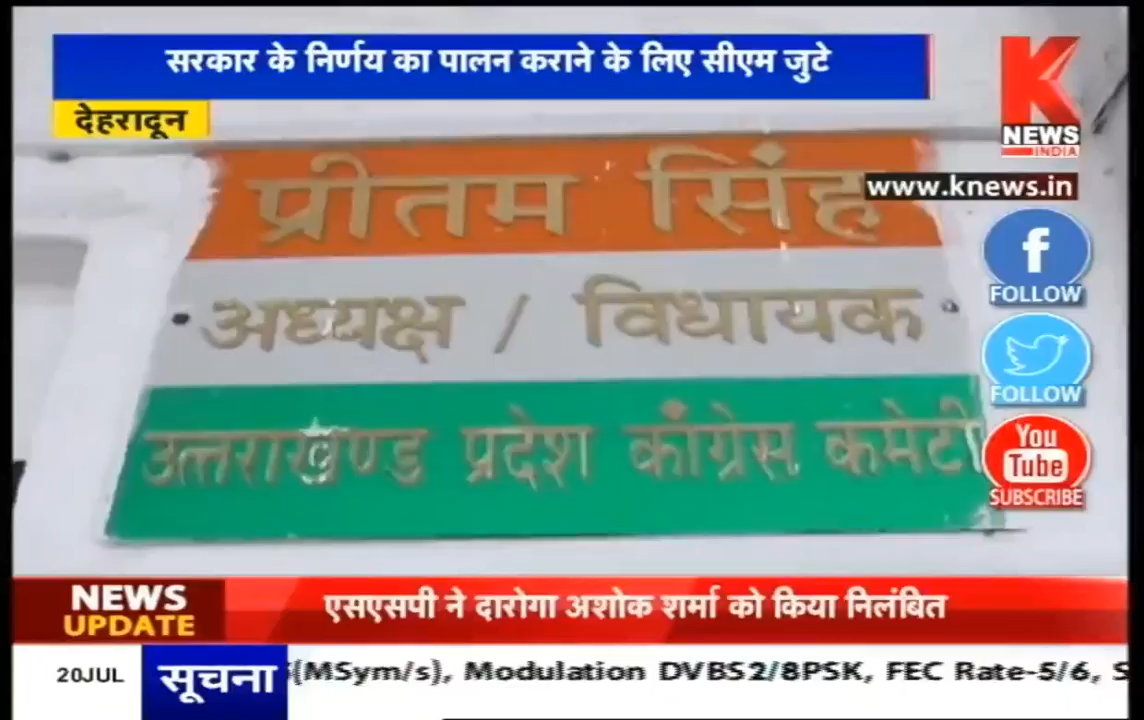 सरकार के निर्णय का पालन कराने के लिए सीएम जुटे
देहरादून
K
NEWS
INDIA
www.knews.in
प्रीतम सिंह
अध्यक्ष / विधायक
उत्तराखण्ड प्रदेश काँग्रेस कमेटी
f
FOLLOW
FOLLOW
You
Tube
SUBSCRIBE
NEWS
UPDATE
एसएसपी ने दारोगा अशोक शर्मा को किया निलंबित
20JUL
सूचना
(MSym/s), Modulation DVBS2/8PSK, FEC Rate-5/6,